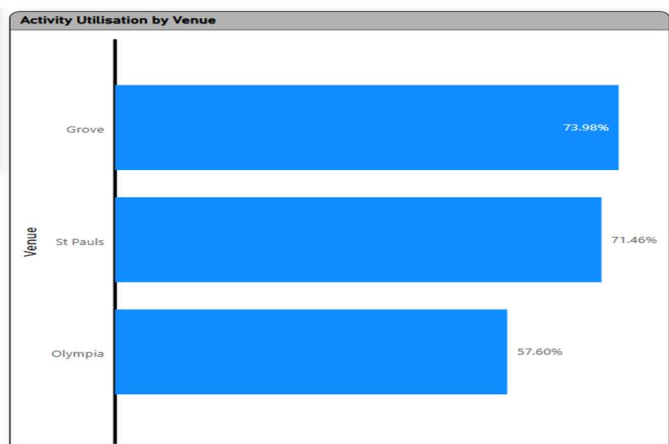 Activity Utilisation by Venue
Grove
73.98%
Venue
St Pauls
71.46%
Olympia
57.60%